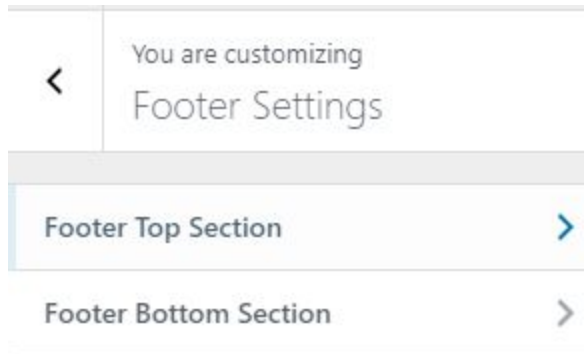 You are customizing
Footer Settings
Footer Top Section
Footer Bottom Section